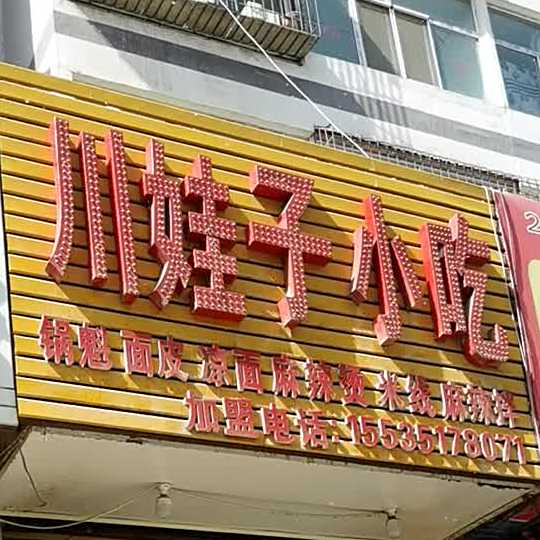 川娃子小吃
锅魁 面皮 凉面 麻辣烫 米线 麻辣拌
加盟电话:15535178071
2